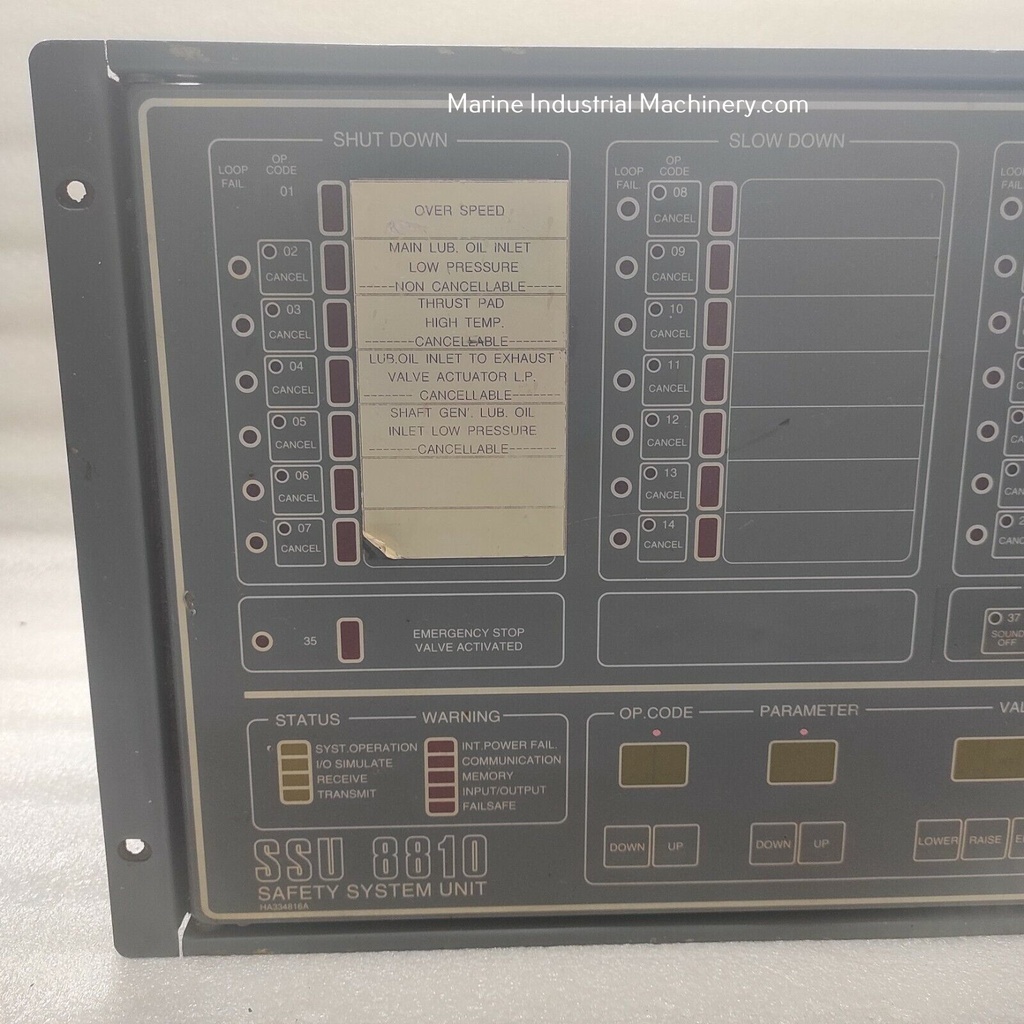 Marine Industrial Machinery.com
SHUT DOWN
LOOP FAIL
OP CODE
01
OVER SPEED
02
CANCEL
MAIN LUB. OIL INLET
LOW PRESSURE
-----NON CANCELLABLE-----
03
CANCEL
THRUST PAD
HIGH TEMP.
-------CANCELLABLE-------
04
CANCEL
LUB.OIL INLET TO EXHAUST
VALVE ACTUATOR L.P.
-------CANCELLABLE-------
05
CANCEL
SHAFT GEN'. LUB. OIL
INLET LOW PRESSURE
-------CANCELLABLE-------
06
CANCEL
07
CANCEL
SLOW DOWN
LOOP FAIL
OP CODE
08
CANCEL
09
CANCEL
10
CANCEL
11
CANCEL
12
CANCEL
13
CANCEL
14
CANCEL
35
EMERGENCY STOP
VALVE ACTIVATED
37
SOUND
OFF
STATUS
SYST.OPERATION
I/O SIMULATE
RECEIVE
TRANSMIT
WARNING
INT.POWER FAIL.
COMMUNICATION
MEMORY
INPUT/OUTPUT
FAILSAFE
OP.CODE
PARAMETER
VAL
DOWN
UP
DOWN
UP
LOWER
RAISE
SSU 8810
SAFETY SYSTEM UNIT
HA334816A